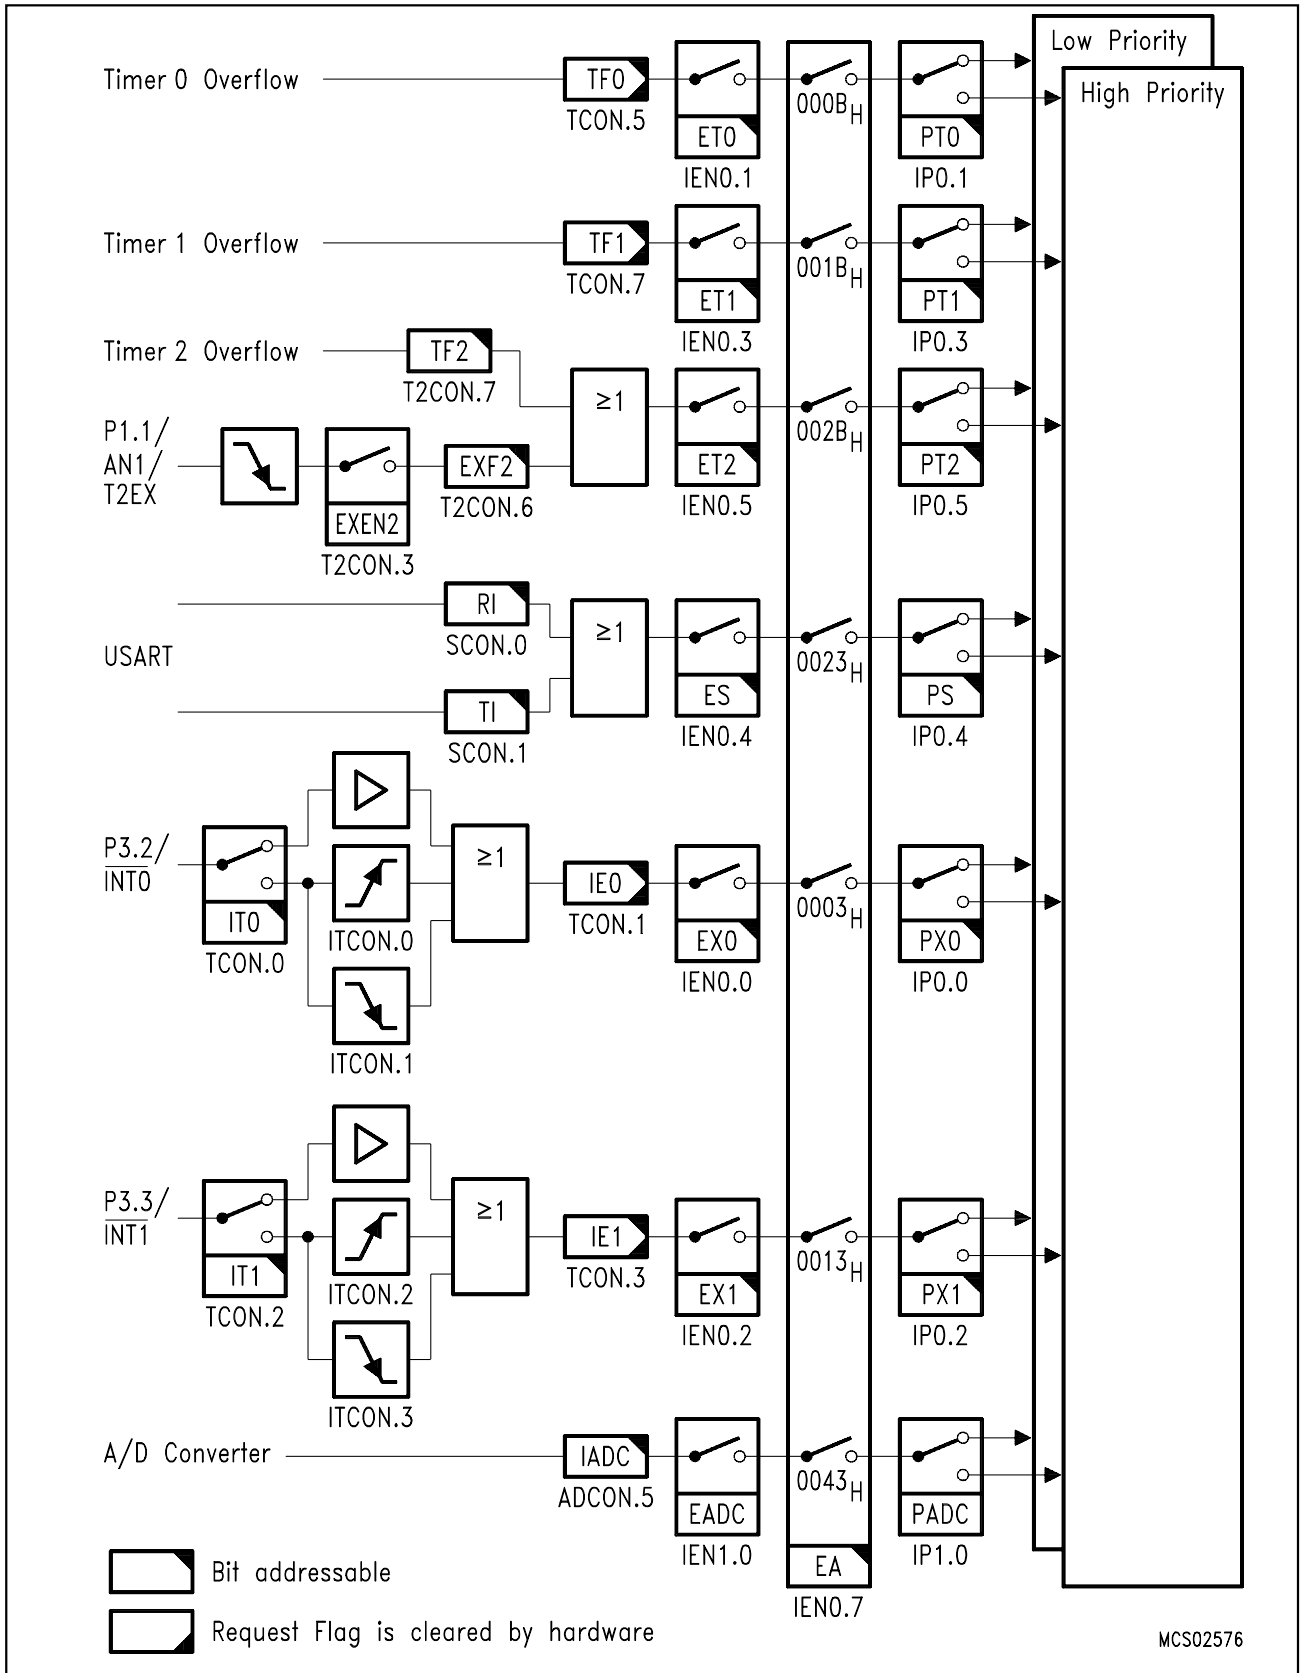 Low Priority
High Priority
Timer 0 Overflow
TF0
TCON.5
ET0
IEN0.1
000BH
PT0
IP0.1
Timer 1 Overflow
TF1
TCON.7
ET1
IEN0.3
001BH
PT1
IP0.3
Timer 2 Overflow
TF2
T2CON.7
P1.1/
AN1/
T2EX
EXEN2
T2CON.3
EXF2
T2CON.6
≥1
ET2
IEN0.5
002BH
PT2
IP0.5
USART
RI
SCON.0
TI
SCON.1
≥1
ES
IEN0.4
0023H
PS
IP0.4
P3.2/
INT0
IT0
TCON.0
ITCON.0
ITCON.1
≥1
IE0
TCON.1
EX0
IEN0.0
0003H
PX0
IP0.0
P3.3/
INT1
IT1
TCON.2
ITCON.2
ITCON.3
≥1
IE1
TCON.3
EX1
IEN0.2
0013H
PX1
IP0.2
A/D Converter
IADC
ADCON.5
EADC
IEN1.0
0043H
PADC
IP1.0
EA
IEN0.7
Bit addressable
Request Flag is cleared by hardware
MCS02576